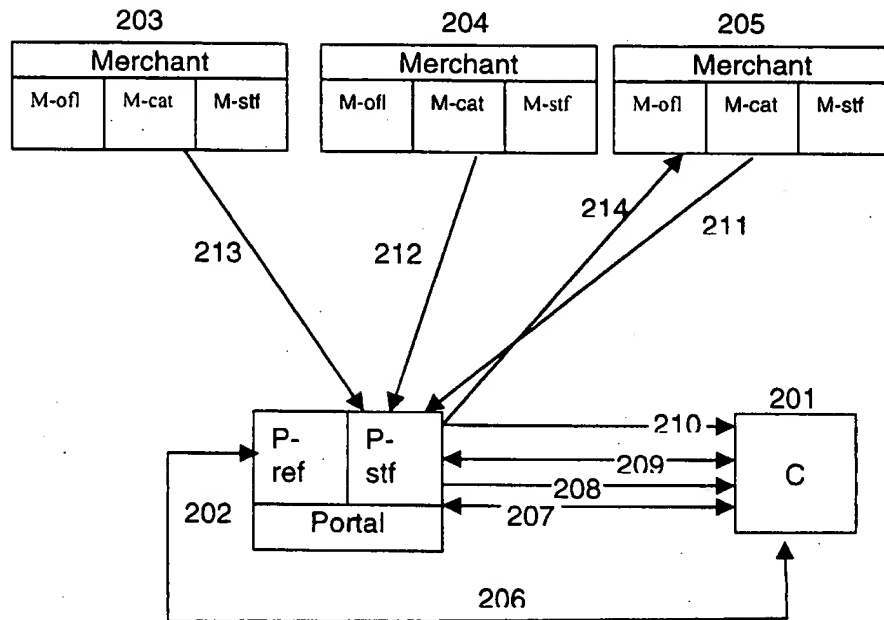 203 204 205
Merchant Merchant Merchant
M-ofl M-cat M-stf M-ofl M-cat M-stf M-ofl M-cat M-stf
213 212 214 211
201
P-ref P-stf
Portal
C
210
209
208
207
202
206